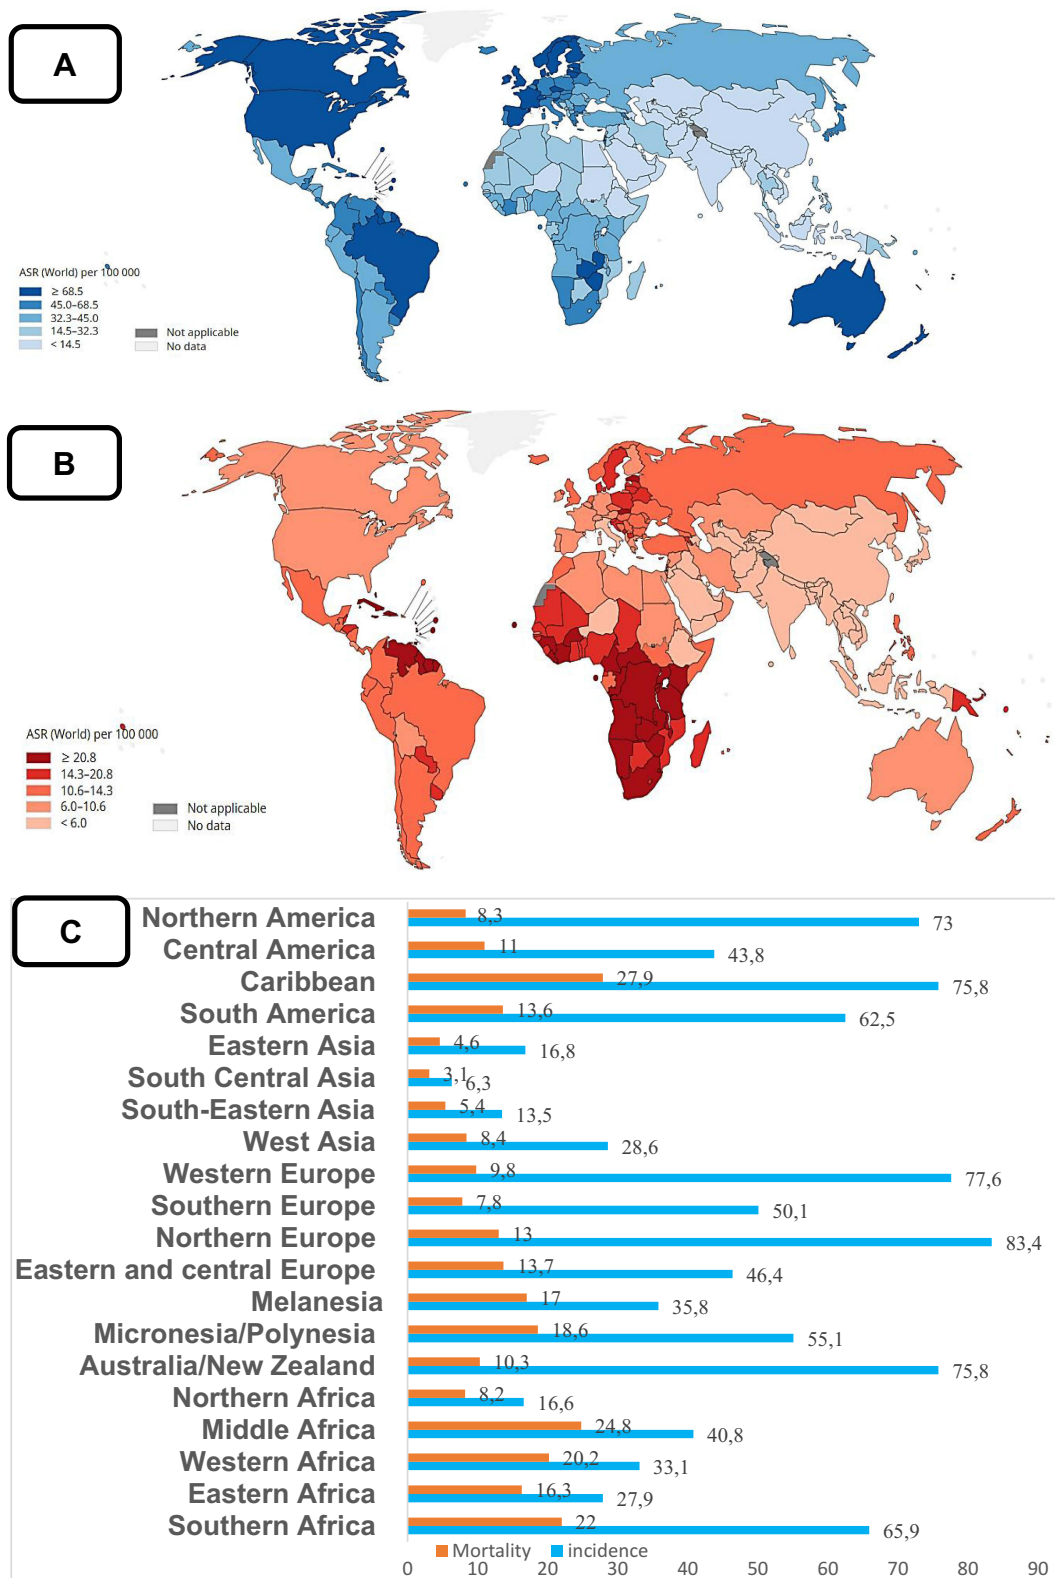 A
ASR (World) per 100 000
≥ 68.5
45.0–68.5
32.3–45.0
14.5–32.3
< 14.5
Not applicable
No data
B
ASR (World) per 100 000
≥ 20.8
14.3–20.8
10.6–14.3
6.0–10.6
< 6.0
Not applicable
No data
C
Northern America 8,3 73
Central America 11 43,8
Caribbean 27,9 75,8
South America 13,6 62,5
Eastern Asia 4,6 16,8
South Central Asia 3,1 6,3
South-Eastern Asia 5,4 13,5
West Asia 8,4 28,6
Western Europe 9,8 77,6
Southern Europe 7,8 50,1
Northern Europe 13 83,4
Eastern and central Europe 13,7 46,4
Melanesia 17 35,8
Micronesia/Polynesia 18,6 55,1
Australia/New Zealand 10,3 75,8
Northern Africa 8,2 16,6
Middle Africa 24,8 40,8
Western Africa 20,2 33,1
Eastern Africa 16,3 27,9
Southern Africa 22 65,9
Mortality incidence
0 10 20 30 40 50 60 70 80 90